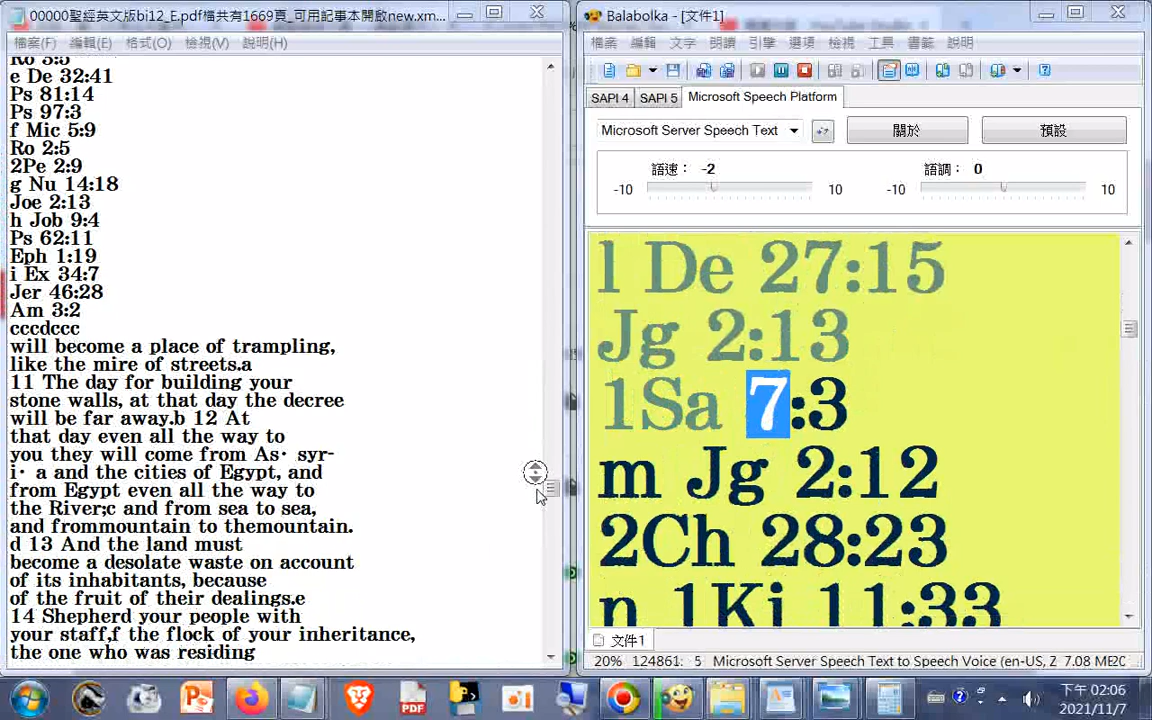 00000聖經英文版bi12_E.pdf檔共有1669頁_可用記事本開啟new.xm...
檔案(F) 編輯(E) 格式(O) 檢視(V) 說明(H)
Ro 3:5
e De 32:41
Ps 81:14
Ps 97:3
f Mic 5:9
Ro 2:5
2Pe 2:9
g Nu 14:18
Joe 2:13
h Job 9:4
Ps 62:11
Eph 1:19
i Ex 34:7
Jer 46:28
Am 3:2
cccdccc
will become a place of trampling,
like the mire of streets.a
11 The day for building your
stone walls, at that day the decree
will be far away.b 12 At
that day even all the way to
you they will come from As· syr-
i· a and the cities of Egypt, and
from Egypt even all the way to
the River;c and from sea to sea,
and frommountain to themountain.
d 13 And the land must
become a desolate waste on account
of its inhabitants, because
of the fruit of their dealings.e
14 Shepherd your people with
your staff,f the flock of your inheritance,
the one who was residing
Balabolka - [文件1]
檔案 編輯 文字 朗讀 引擎 選項 檢視 工具 書籤 說明
SAPI 4 SAPI 5 Microsoft Speech Platform
Microsoft Server Speech Text 關於 預設
語速： -2 語調： 0
-10 10 -10 10
l De 27:15
Jg 2:13
1Sa 7:3
m Jg 2:12
2Ch 28:23
n 1Ki 11:33
文件1
20% 124861: 5 Microsoft Server Speech Text to Speech Voice (en-US, Z 7.08 ME2C
PDF
下午 02:06
2021/11/7